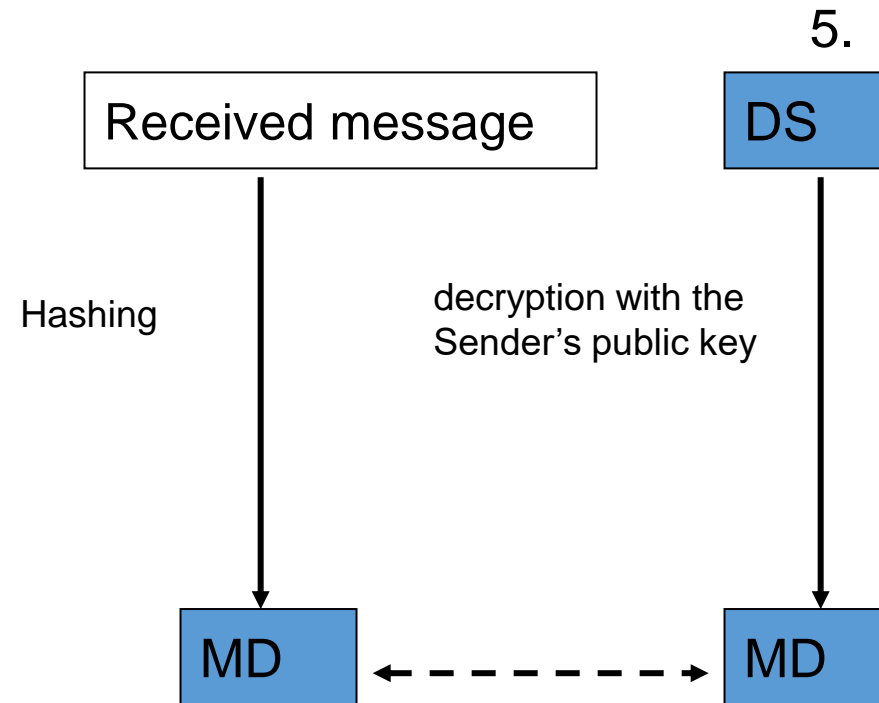 5.
Received message
DS
Hashing
decryption with the
Sender’s public key
MD
MD